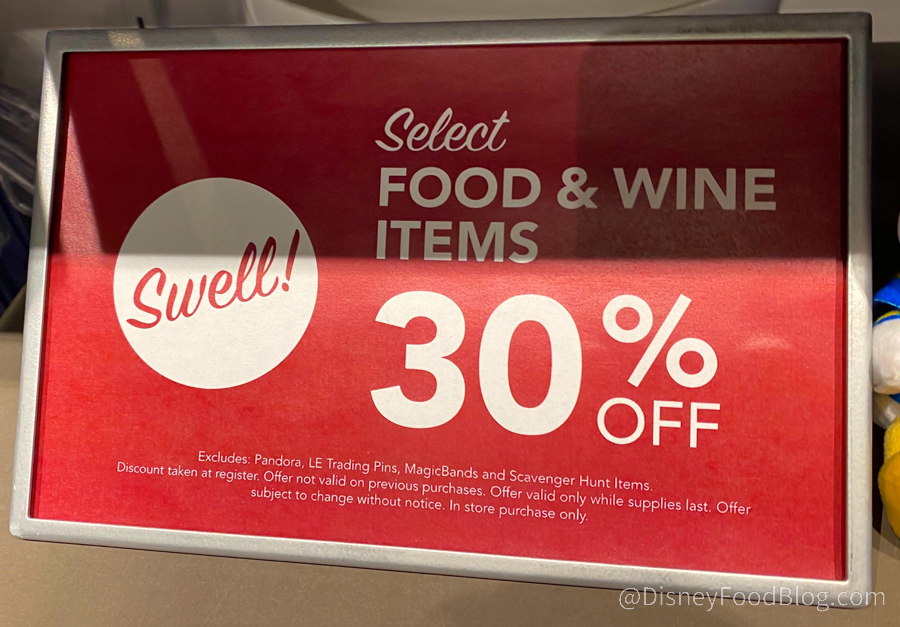 Swell!
Select
FOOD & WINE
ITEMS
30%
OFF
Excludes: Pandora, LE Trading Pins, MagicBands and Scavenger Hunt Items.
Discount taken at register. Offer not valid on previous purchases. Offer valid only while supplies last. Offer
subject to change without notice. In store purchase only.
@DisneyFoodBlog.com